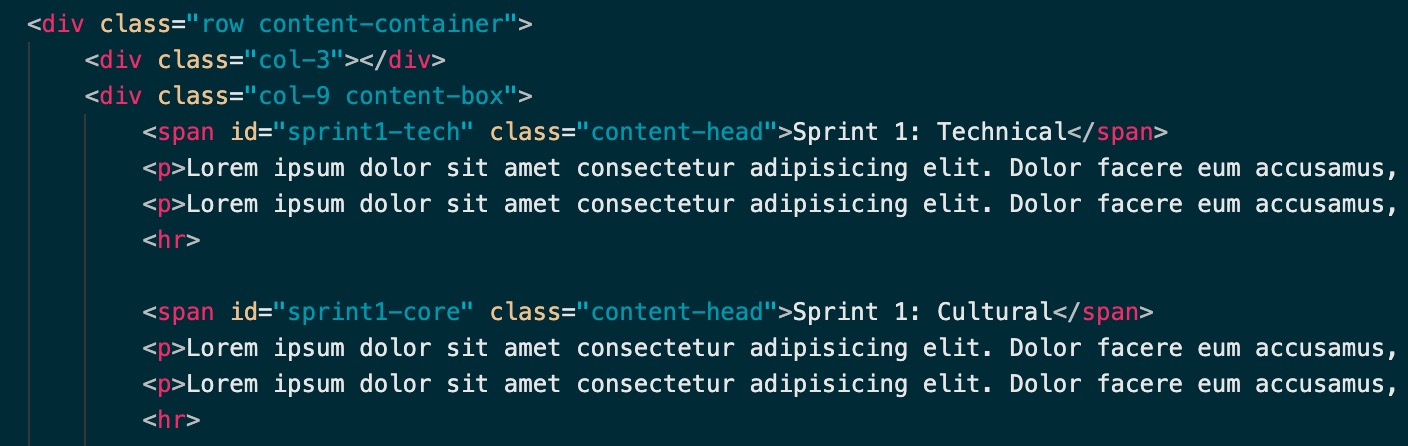 <div class="row content-container">
<div class="col-3"></div>
<div class="col-9 content-box">
<span id="sprint1-tech" class="content-head">Sprint 1: Technical</span>
<p>Lorem ipsum dolor sit amet consectetur adipisicing elit. Dolor facere eum accusamus,
<p>Lorem ipsum dolor sit amet consectetur adipisicing elit. Dolor facere eum accusamus,
<hr>
<span id="sprint1-core" class="content-head">Sprint 1: Cultural</span>
<p>Lorem ipsum dolor sit amet consectetur adipisicing elit. Dolor facere eum accusamus,
<p>Lorem ipsum dolor sit amet consectetur adipisicing elit. Dolor facere eum accusamus,
<hr>